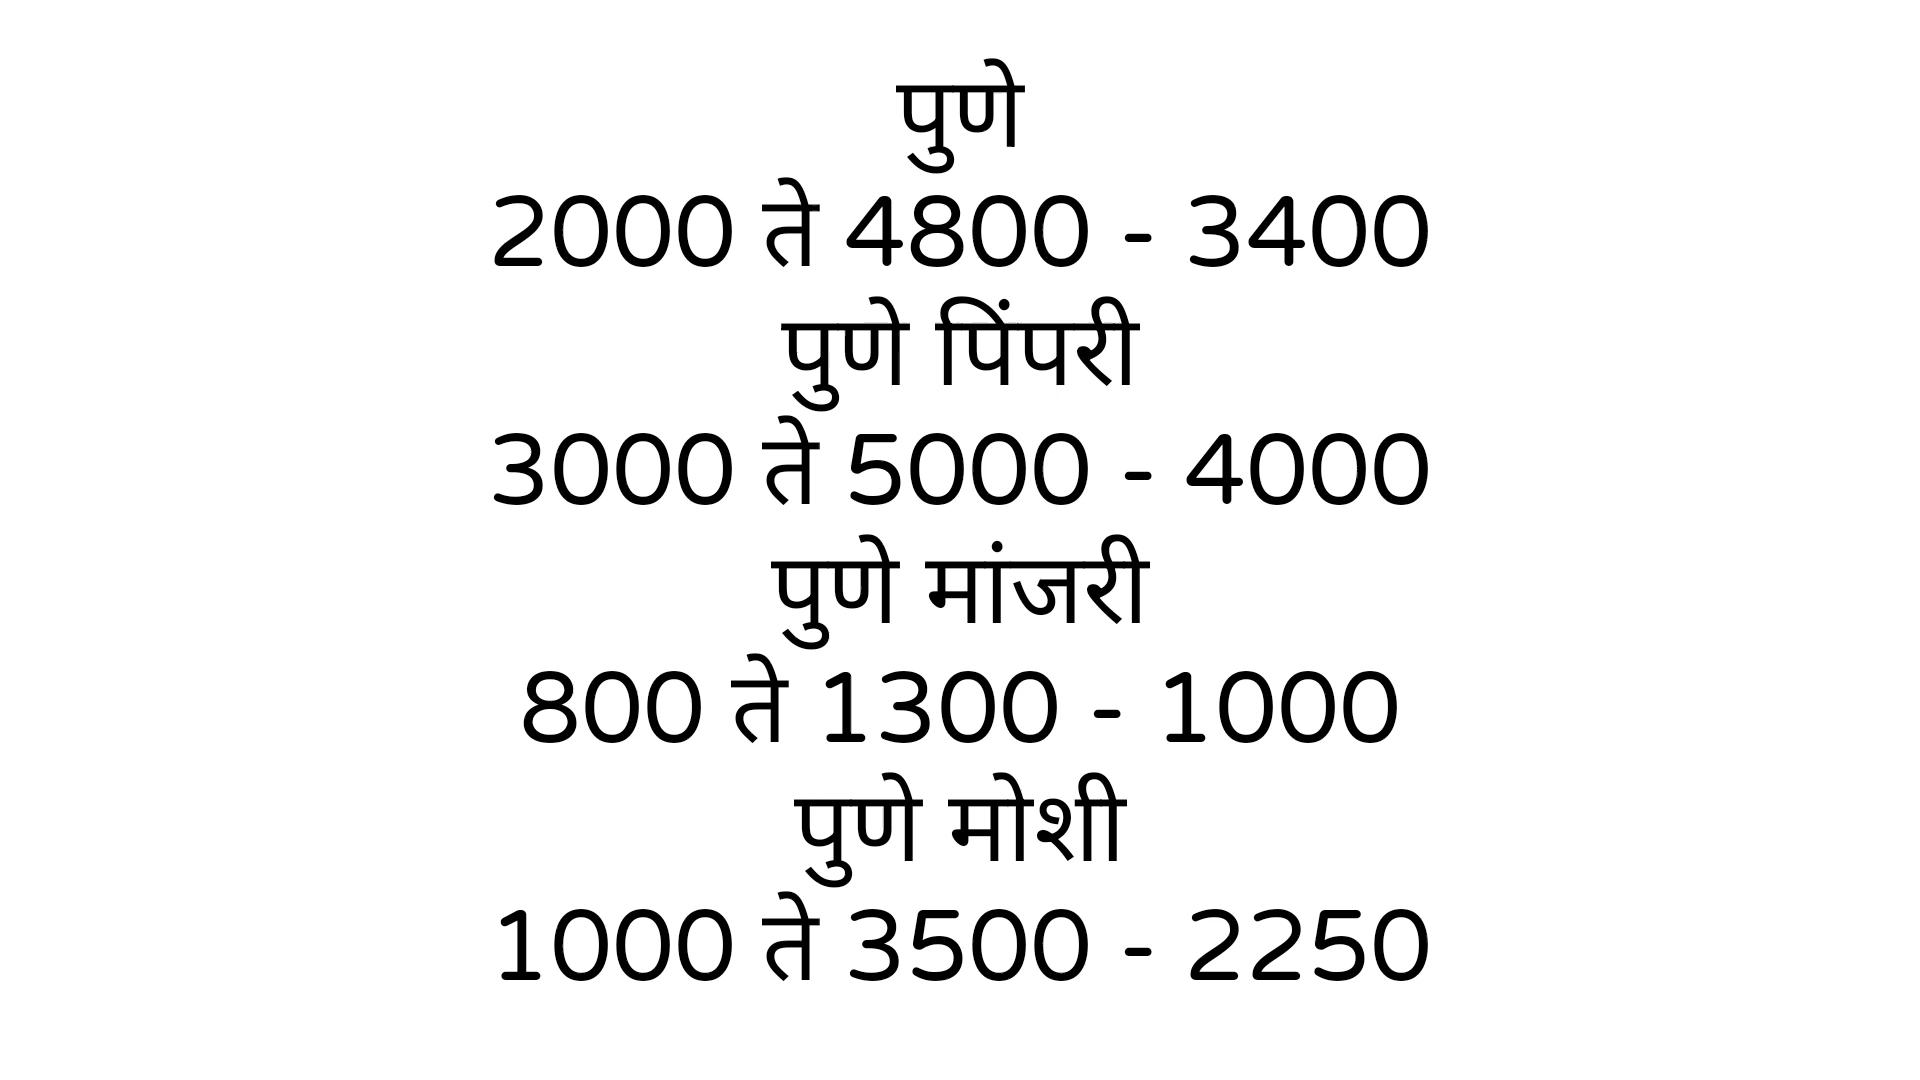 पुणे
2000 ते 4800 - 3400
पुणे पिंपरी
3000 ते 5000 - 4000
पुणे मांजरी
800 ते 1300 - 1000
पुणे मोशी
1000 ते 3500 - 2250